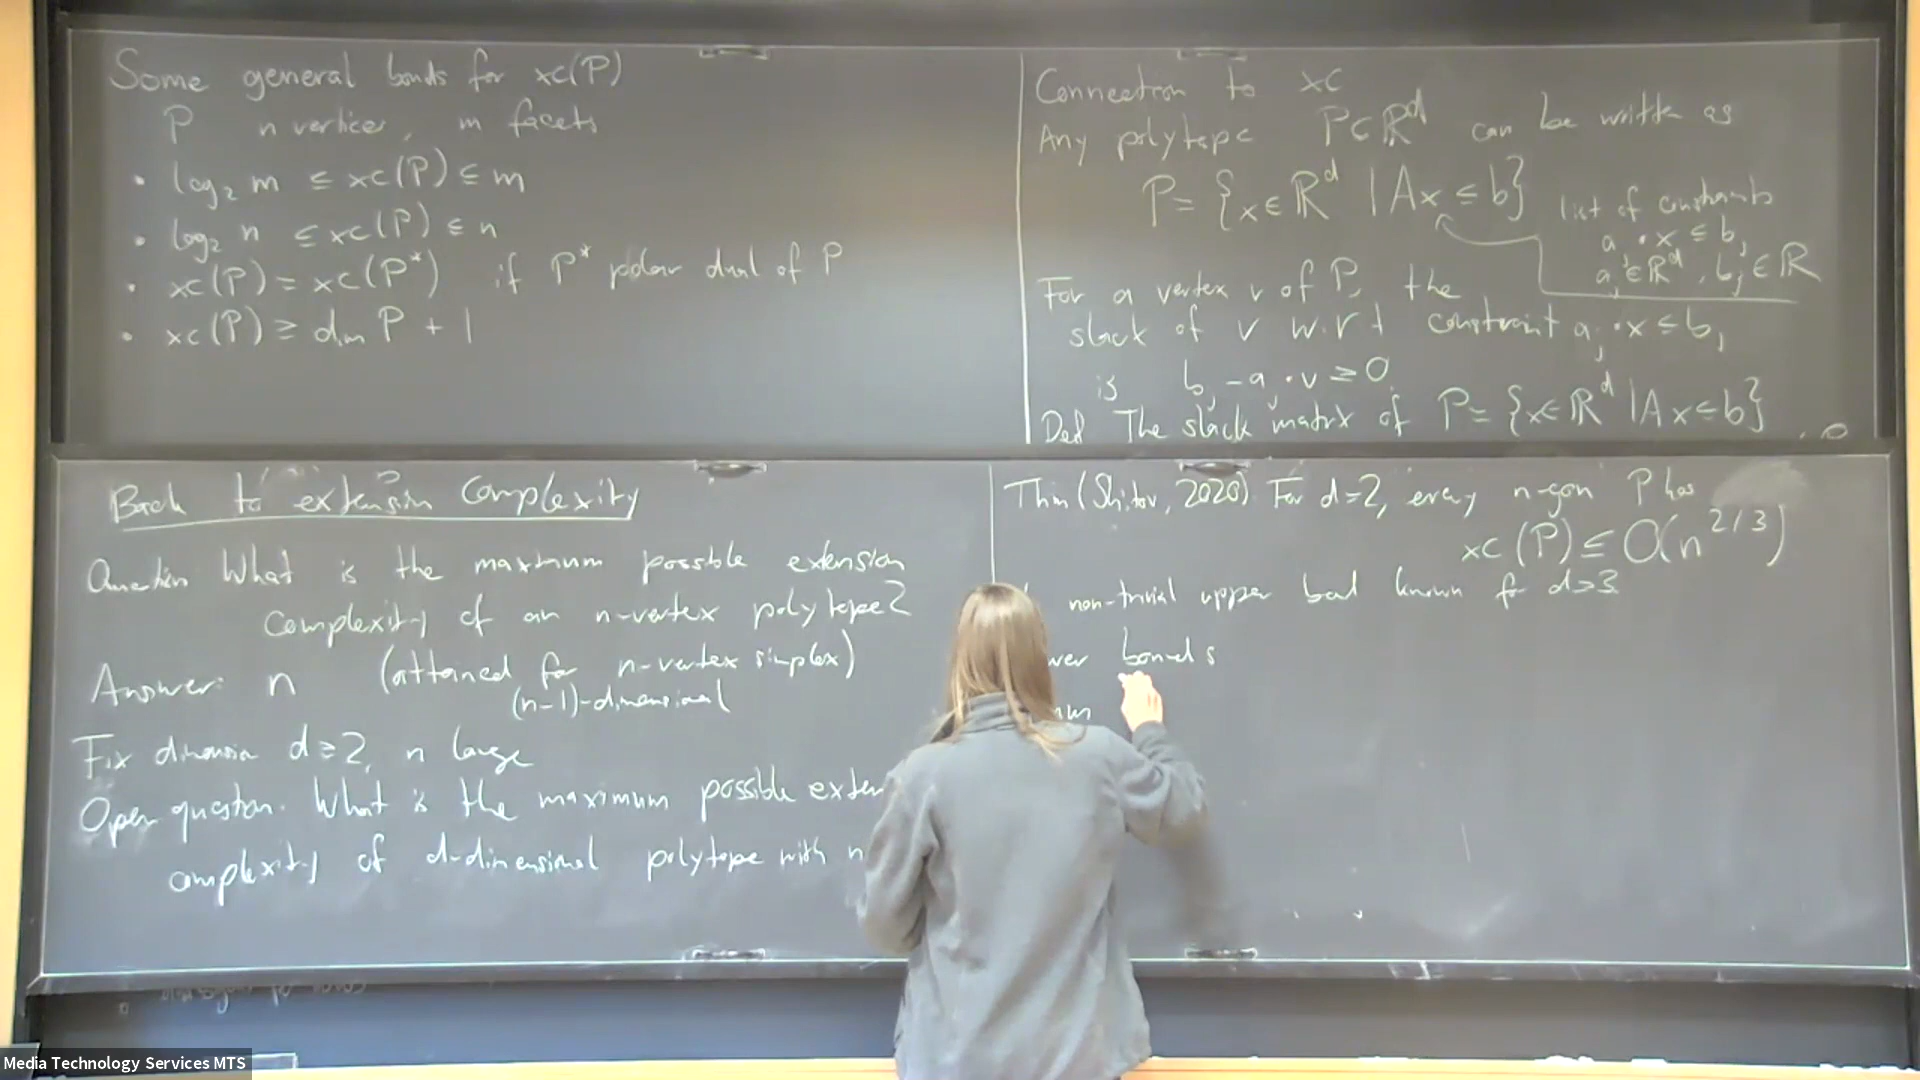 Some general bounds for xc(P)
P n vertices, m facets
• log₂ m ≤ xc(P) ≤ m
• log₂ n ≤ xc(P) ≤ n
• xc(P) = xc(P*) if P* polar dual of P
• xc(P) ≥ dim P + 1
Connection to xc
Any polytope P⊂ℝᵈ can be written as
P = {x∈ℝᵈ | Ax ≤ b}
list of constraints
aⱼ · x ≤ bⱼ
aⱼ∈ℝᵈ, bⱼ∈ℝ
For a vertex v of P, the
slack of v w.r.t constraint aⱼ·x ≤ bⱼ
is bⱼ - aⱼ·v ≥ 0
Def The slack matrix of P = {x∈ℝᵈ | Ax ≤ b}
Back to extension complexity
Question What is the maximum possible extension
complexity of an n-vertex polytope?
Answer: n (attained for n-vertex simplex)
(n-1)-dimensional
Fix dimension d ≥ 2, n large
Open question. What is the maximum possible exten
complexity of d-dimensional polytope with n
Thm (Shitov, 2020) For d=2, every n-gon P has
xc(P) ≤ O(n^{2/3})
non-trivial upper bound known for d≥3
wer bounds
Media Technology Services MTS